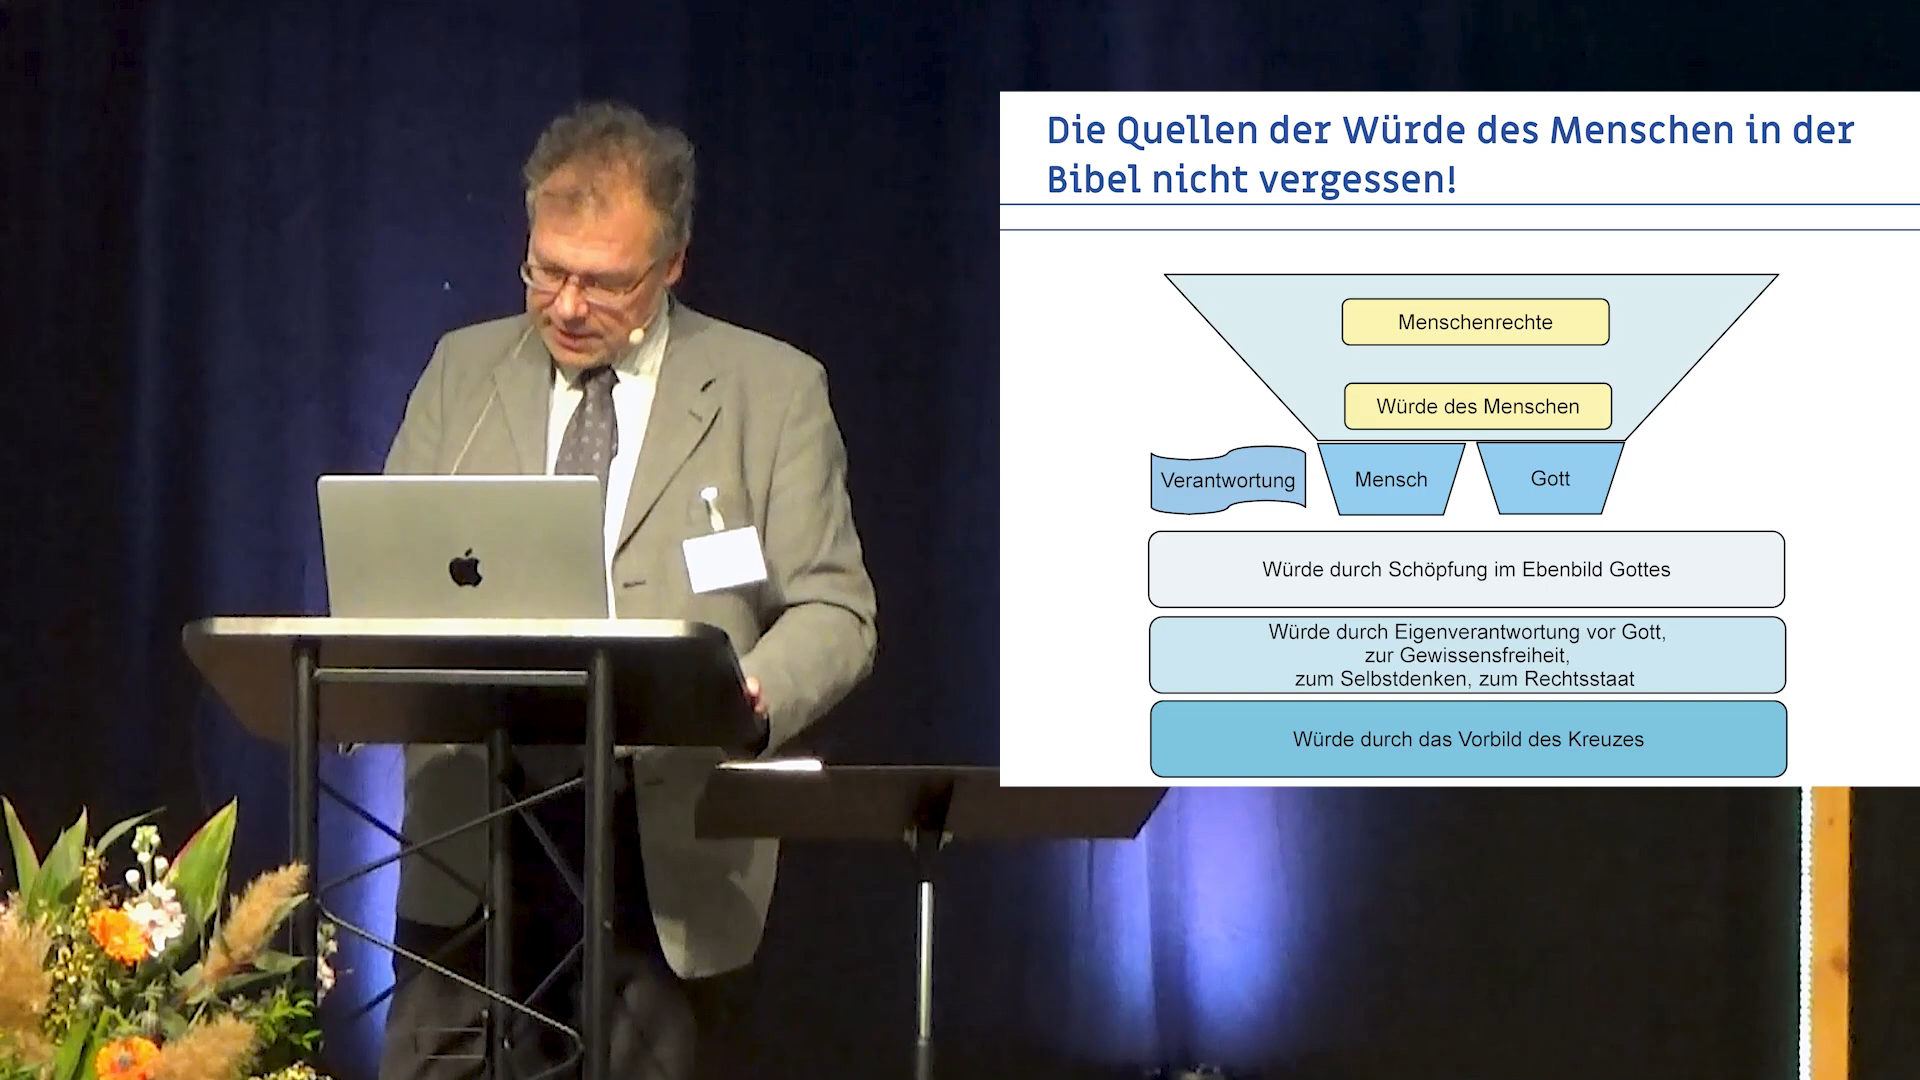 Die Quellen der Würde des Menschen in der
Bibel nicht vergessen!
Menschenrechte
Würde des Menschen
Verantwortung
Mensch
Gott
Würde durch Schöpfung im Ebenbild Gottes
Würde durch Eigenverantwortung vor Gott,
zur Gewissensfreiheit,
zum Selbstdenken, zum Rechtsstaat
Würde durch das Vorbild des Kreuzes